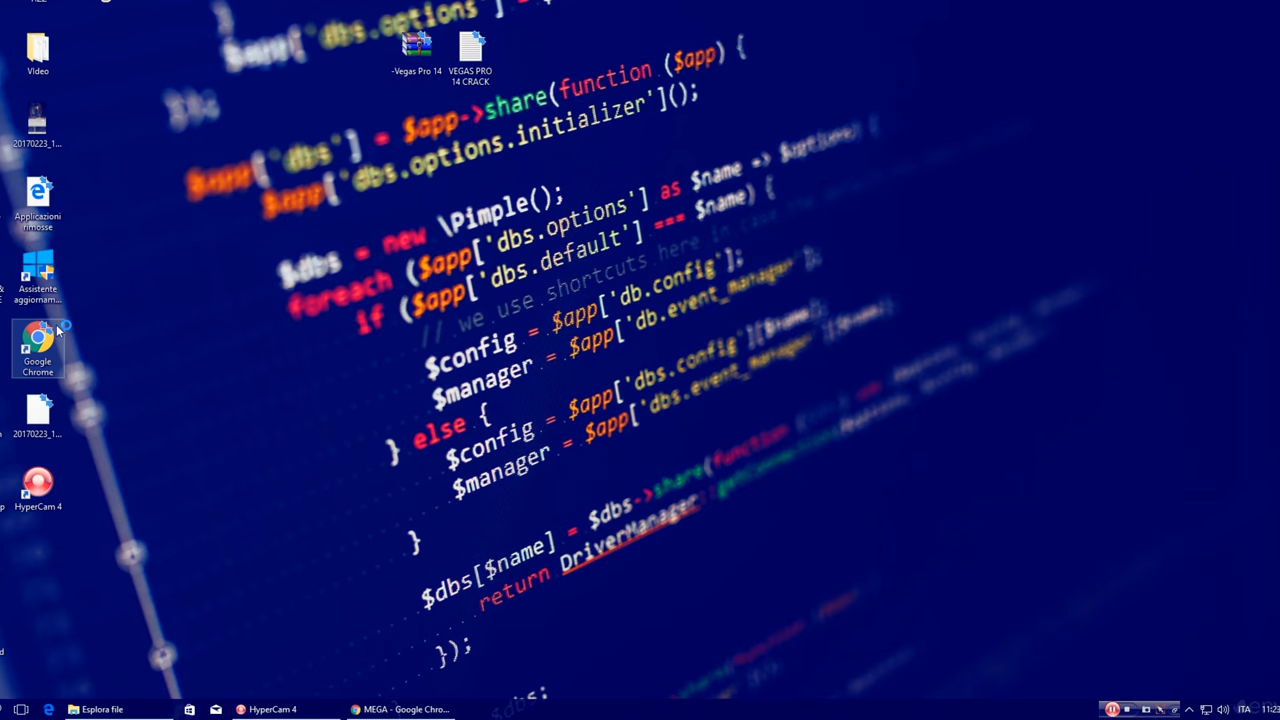 Video
20170223_1...
Applicazioni
rimosse
Assistente
aggiornam...
Google
Chrome
20170223_1...
HyperCam 4
-Vegas Pro 14
VEGAS PRO
14 CRACK
}
$app['dbs.options'] =
});
$app['dbs'] = $app->share(function ($app) {
$app['dbs.options.initializer']();
$dbs = new \Pimple();
foreach ($app['dbs.options'] as $name => $options) {
if ($app['dbs.default'] === $name) {
// we use shortcuts here in case the
$config = $app['db.config'];
$manager = $app['db.event_manager'];
} else {
$config = $app['dbs.config'][$name];
$manager = $app['dbs.event_manager'][$name];
}
$dbs[$name] = $dbs->share(function
return DriverManager::getConnection(
});
$dbs;
Esplora file
HyperCam 4
MEGA - Google Chro...
ITA
11:23